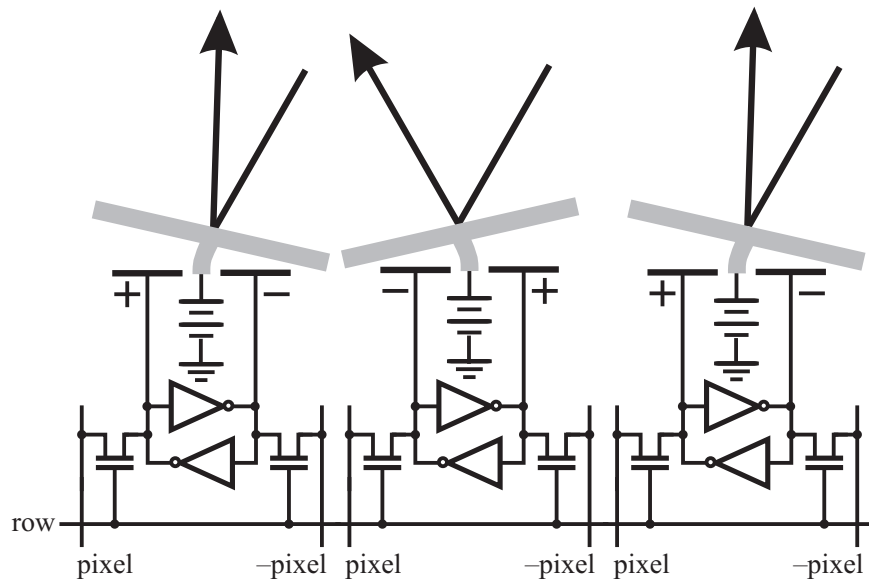 + − − + + −
row
pixel –pixel pixel –pixel pixel –pixel